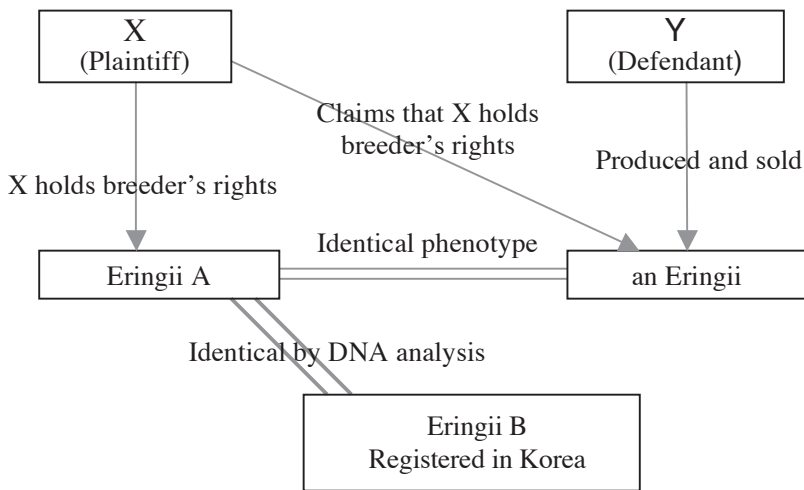 X
(Plaintiff)
Y
(Defendant)
Claims that X holds
breeder's rights
Produced and sold
X holds breeder's rights
Identical phenotype
Eringii A
an Eringii
Identical by DNA analysis
Eringii B
Registered in Korea